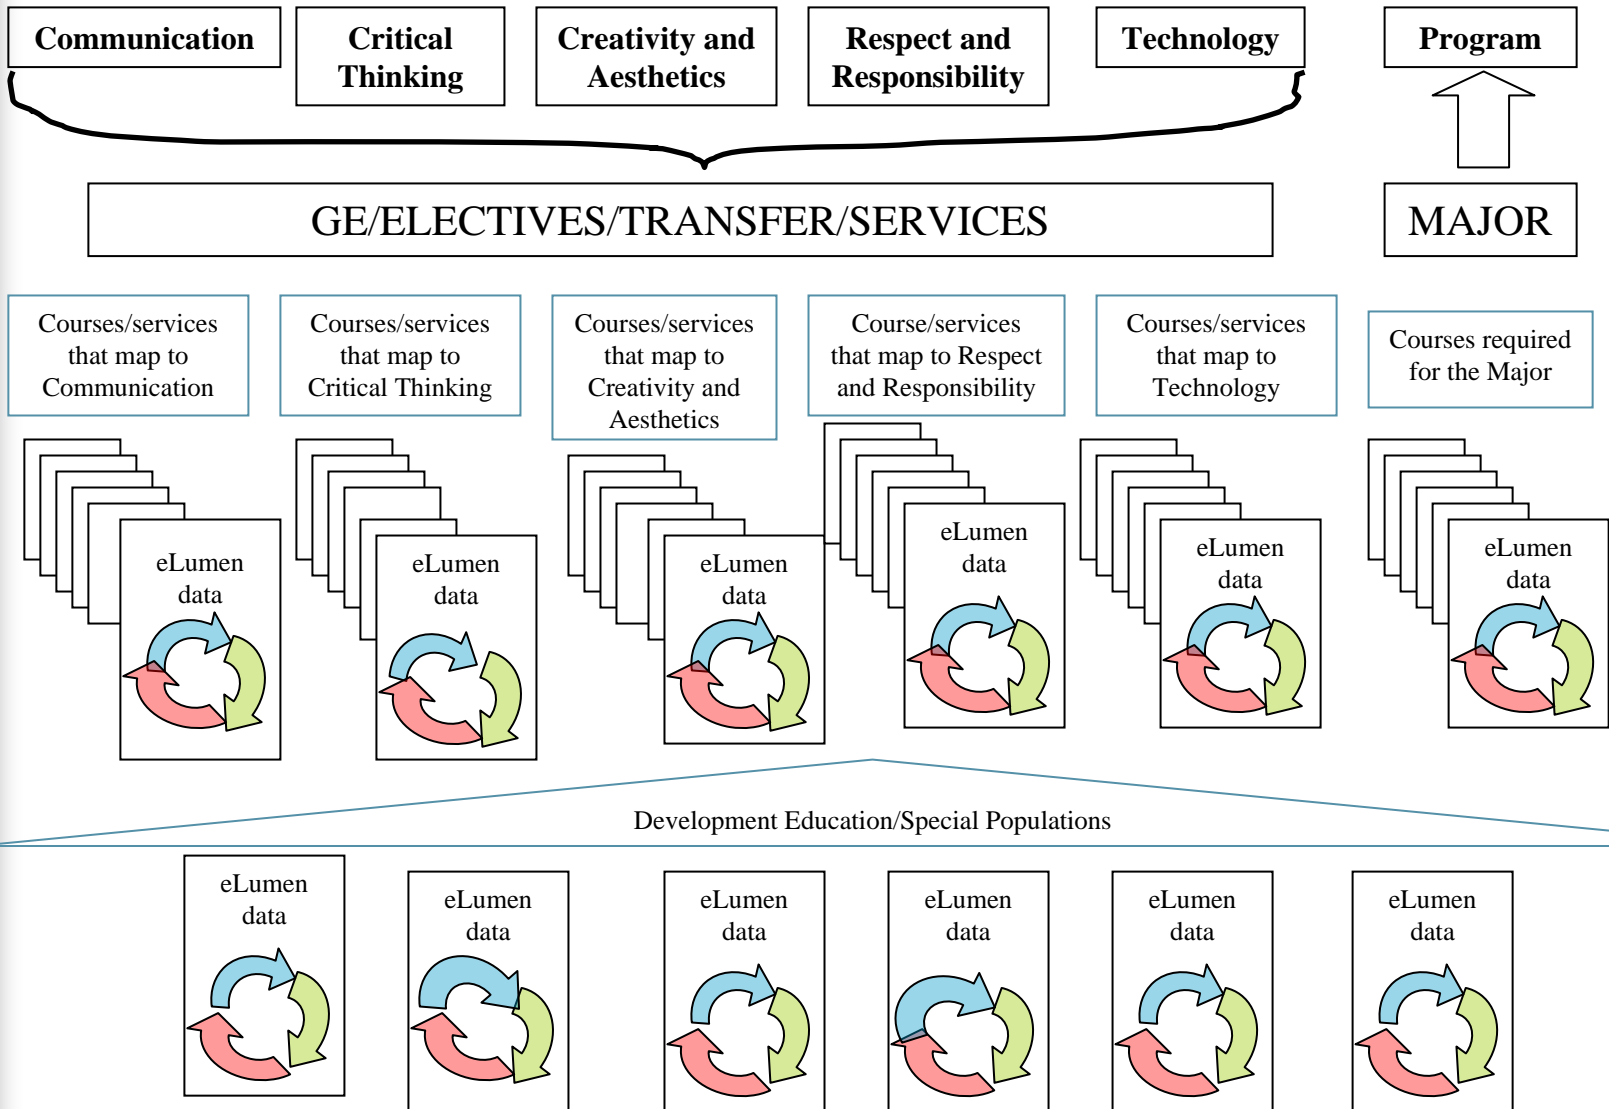 Communication
Critical
Thinking
Creativity and
Aesthetics
Respect and
Responsibility
Technology
Program
GE/ELECTIVES/TRANSFER/SERVICES
MAJOR
Courses/services
that map to
Communication
Courses/services
that map to
Critical Thinking
Courses/services
that map to
Creativity and
Aesthetics
Course/services
that map to Respect
and Responsibility
Courses/services
that map to
Technology
Courses required
for the Major
eLumen
data
eLumen
data
eLumen
data
eLumen
data
eLumen
data
eLumen
data
Development Education/Special Populations
eLumen
data
eLumen
data
eLumen
data
eLumen
data
eLumen
data
eLumen
data